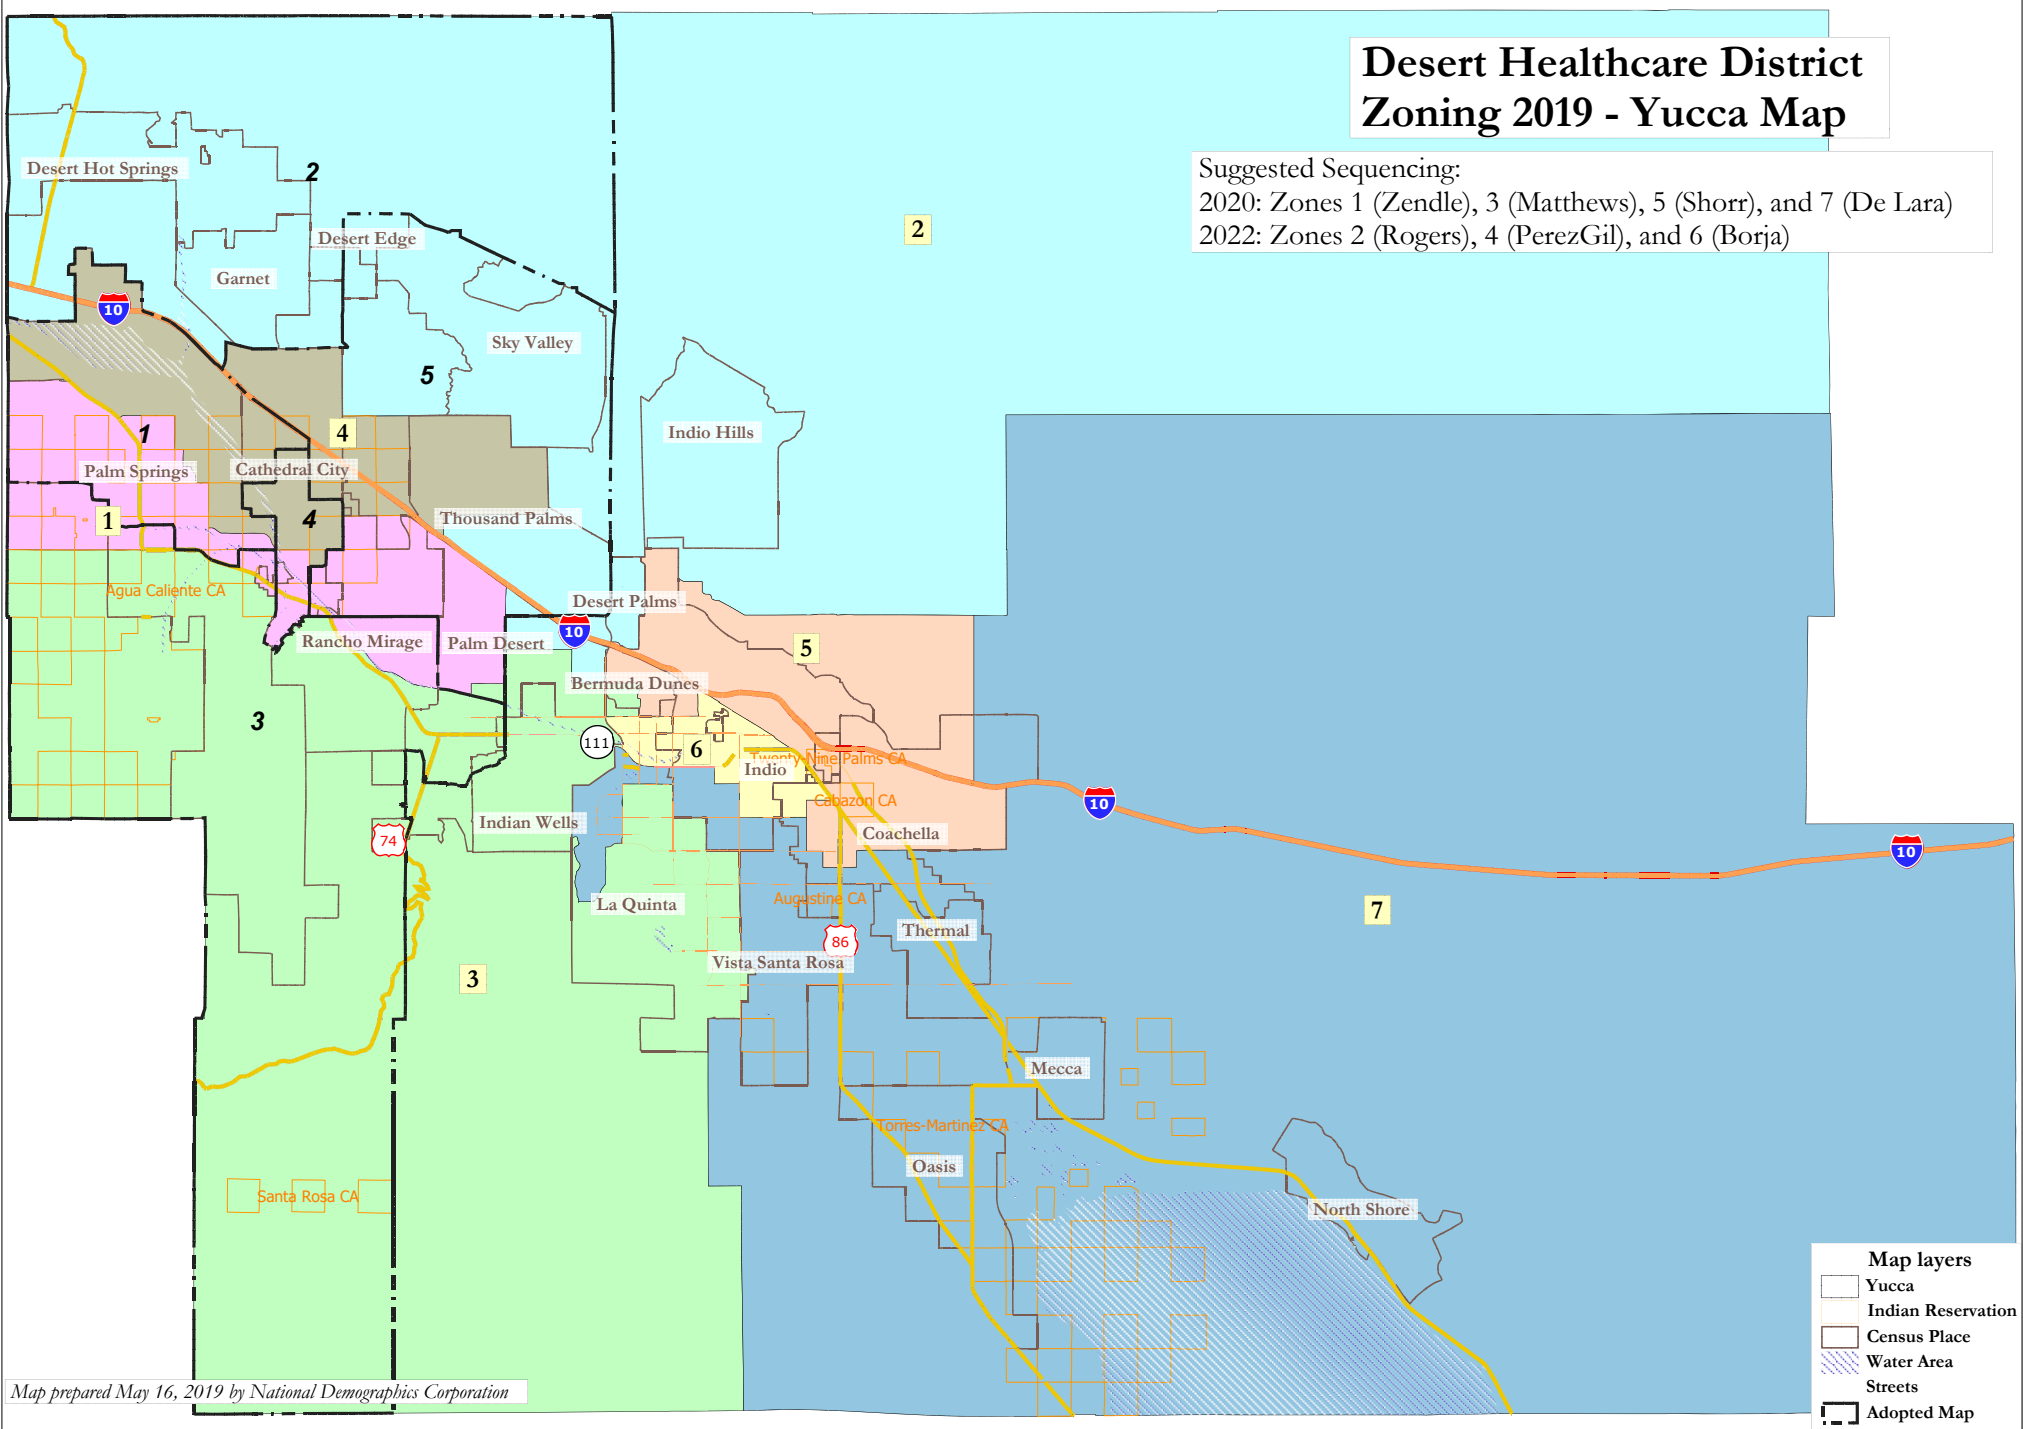 Desert Healthcare District
Zoning 2019 - Yucca Map
Suggested Sequencing:
2020: Zones 1 (Zendle), 3 (Matthews), 5 (Shorr), and 7 (De Lara)
2022: Zones 2 (Rogers), 4 (PerezGil), and 6 (Borja)
Desert Hot Springs
2
2
Desert Edge
Garnet
10
Sky Valley
5
Indio Hills
1
4
Palm Springs
Cathedral City
1
4
Thousand Palms
Agua Caliente CA
Desert Palms
10
Rancho Mirage
Palm Desert
5
Bermuda Dunes
3
111
6
Indio
Twenty-Nine Palms CA
Cabazon CA
10
Indian Wells
74
Coachella
10
La Quinta
Augustine CA
7
Thermal
86
Vista Santa Rosa
3
Mecca
Torres-Martinez CA
Oasis
Santa Rosa CA
North Shore
Map layers
Yucca
Indian Reservation
Census Place
Water Area
Streets
Adopted Map
Map prepared May 16, 2019 by National Demographics Corporation